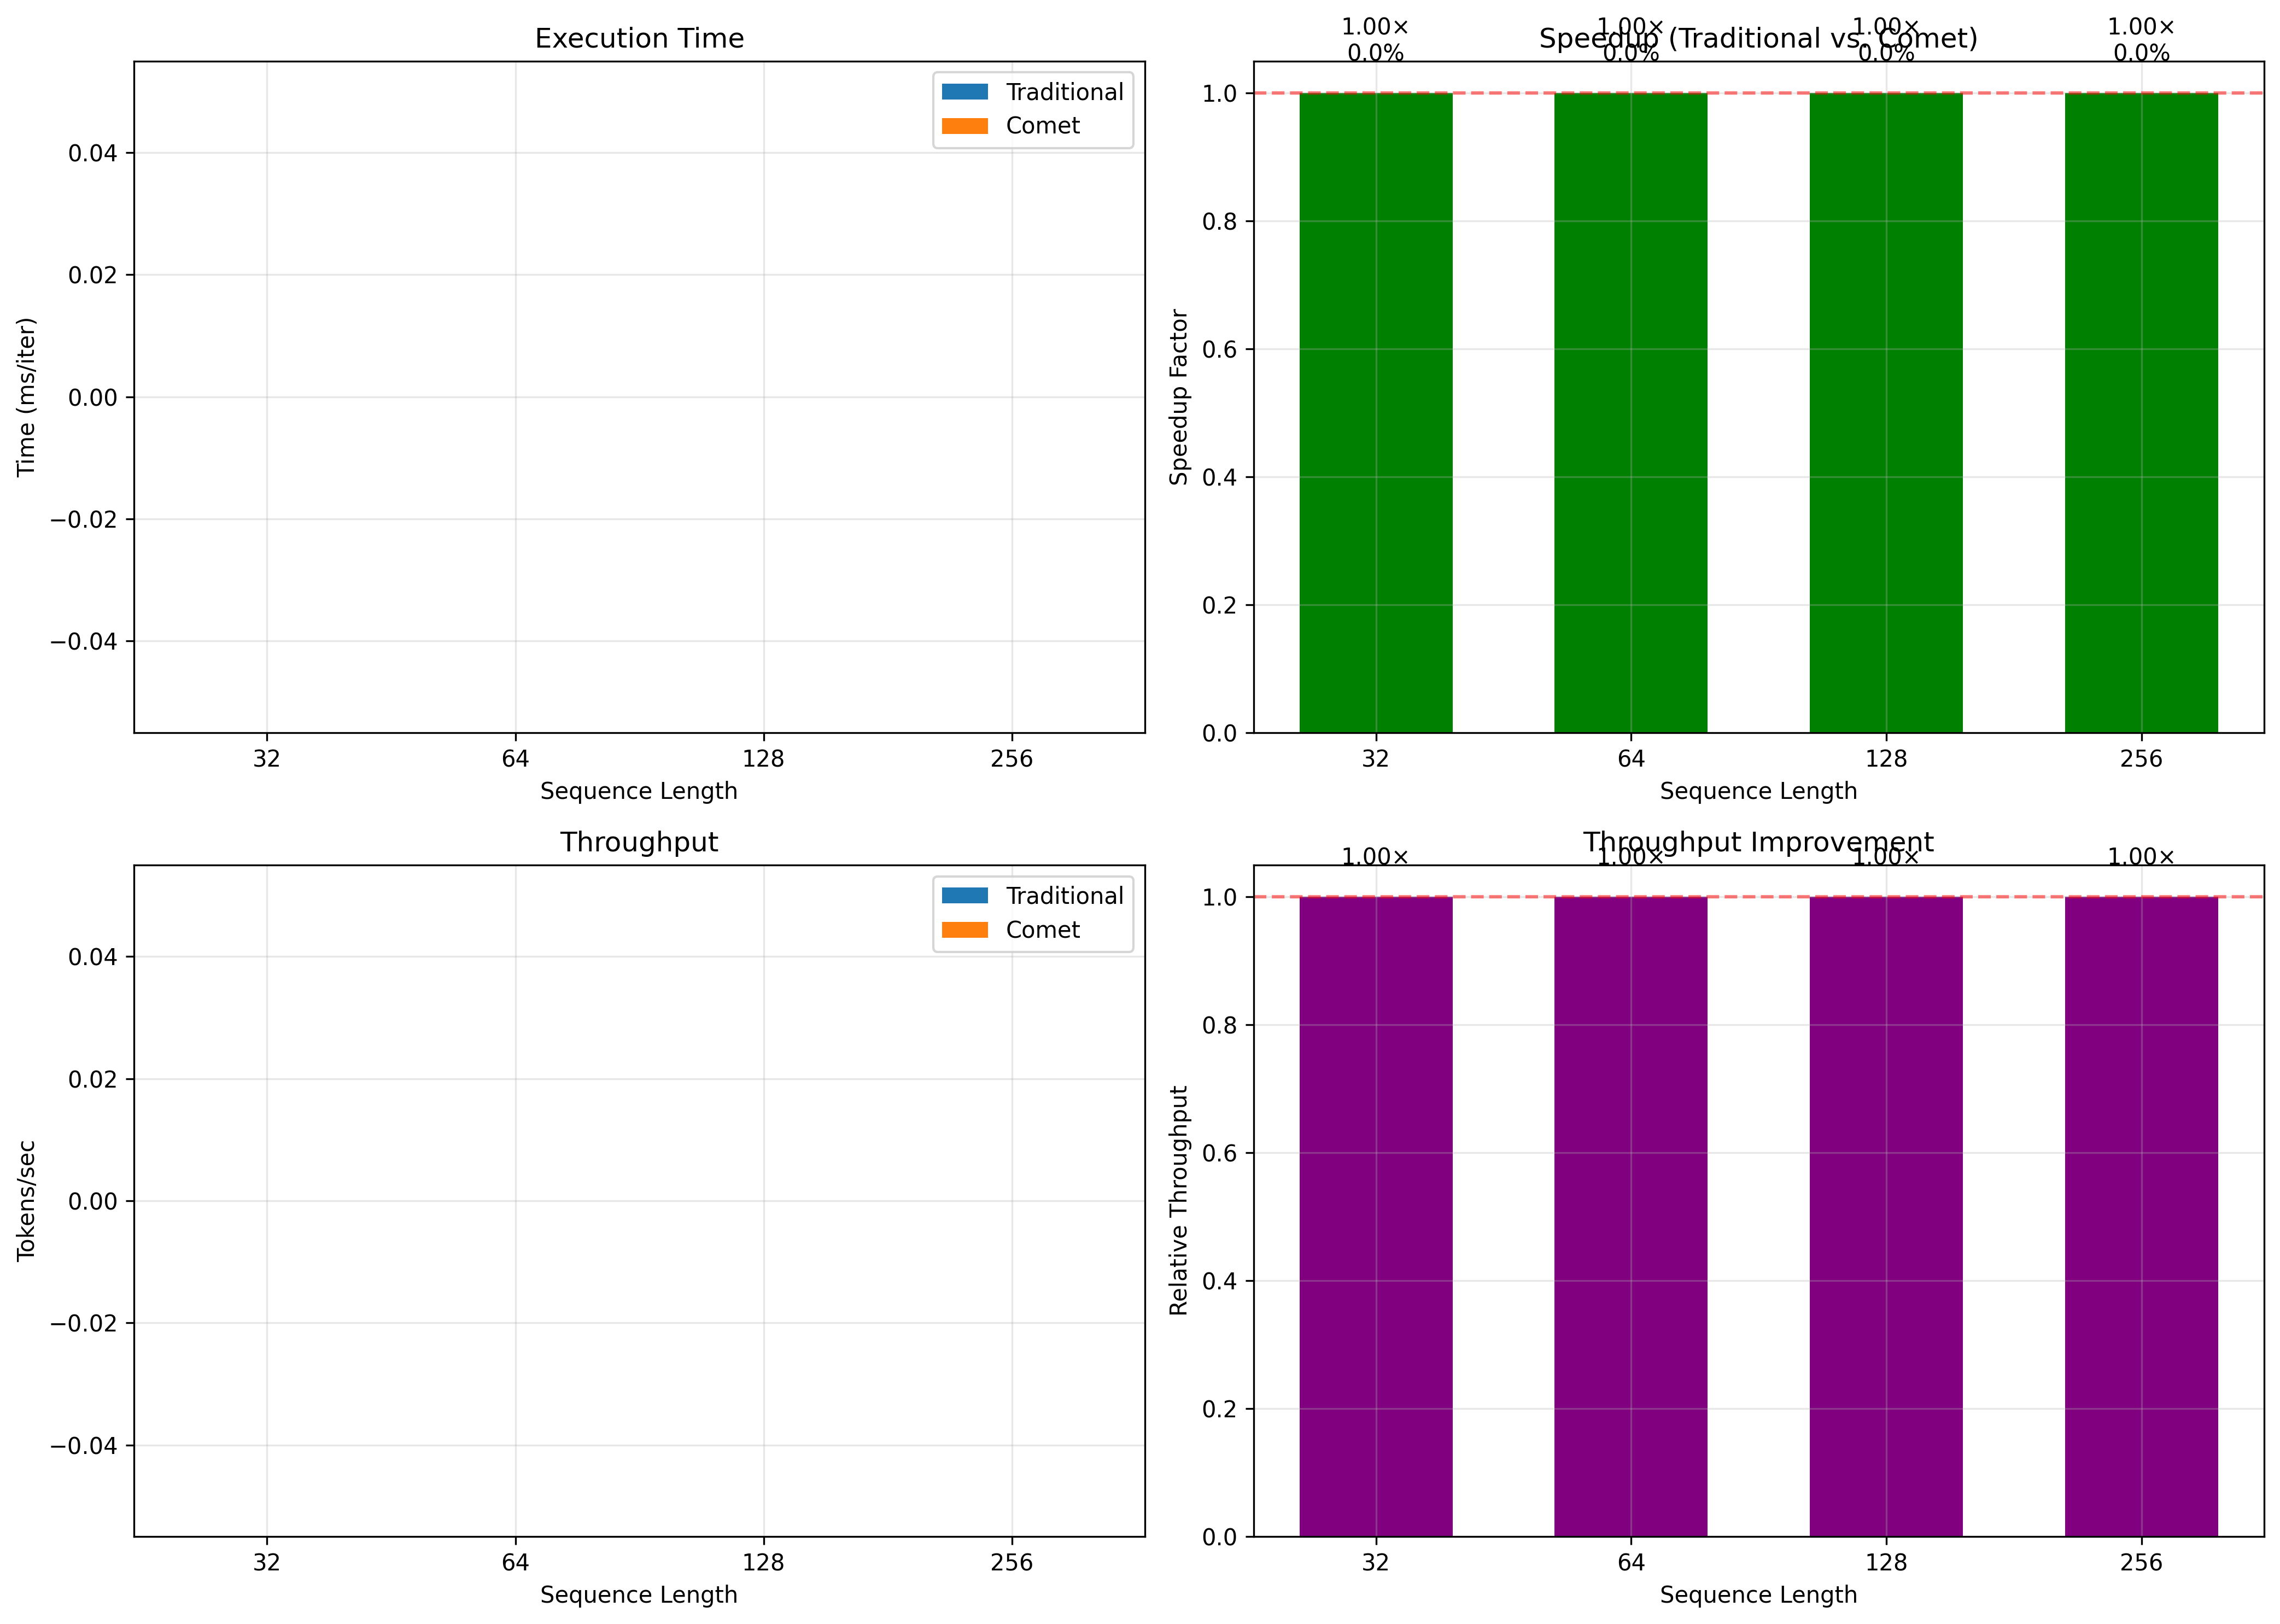 Execution Time
Traditional
Comet
0.04
0.02
0.00
−0.02
−0.04
Time (ms/iter)
32 64 128 256
Sequence Length
Speedup (Traditional vs. Comet)
1.00× 1.00× 1.00× 1.00×
0.0% 0.0% 0.0% 0.0%
1.0
0.8
0.6
0.4
0.2
0.0
Speedup Factor
32 64 128 256
Sequence Length
Throughput
Traditional
Comet
0.04
0.02
0.00
−0.02
−0.04
Tokens/sec
32 64 128 256
Sequence Length
Throughput Improvement
1.00× 1.00× 1.00× 1.00×
1.0
0.8
0.6
0.4
0.2
0.0
Relative Throughput
32 64 128 256
Sequence Length